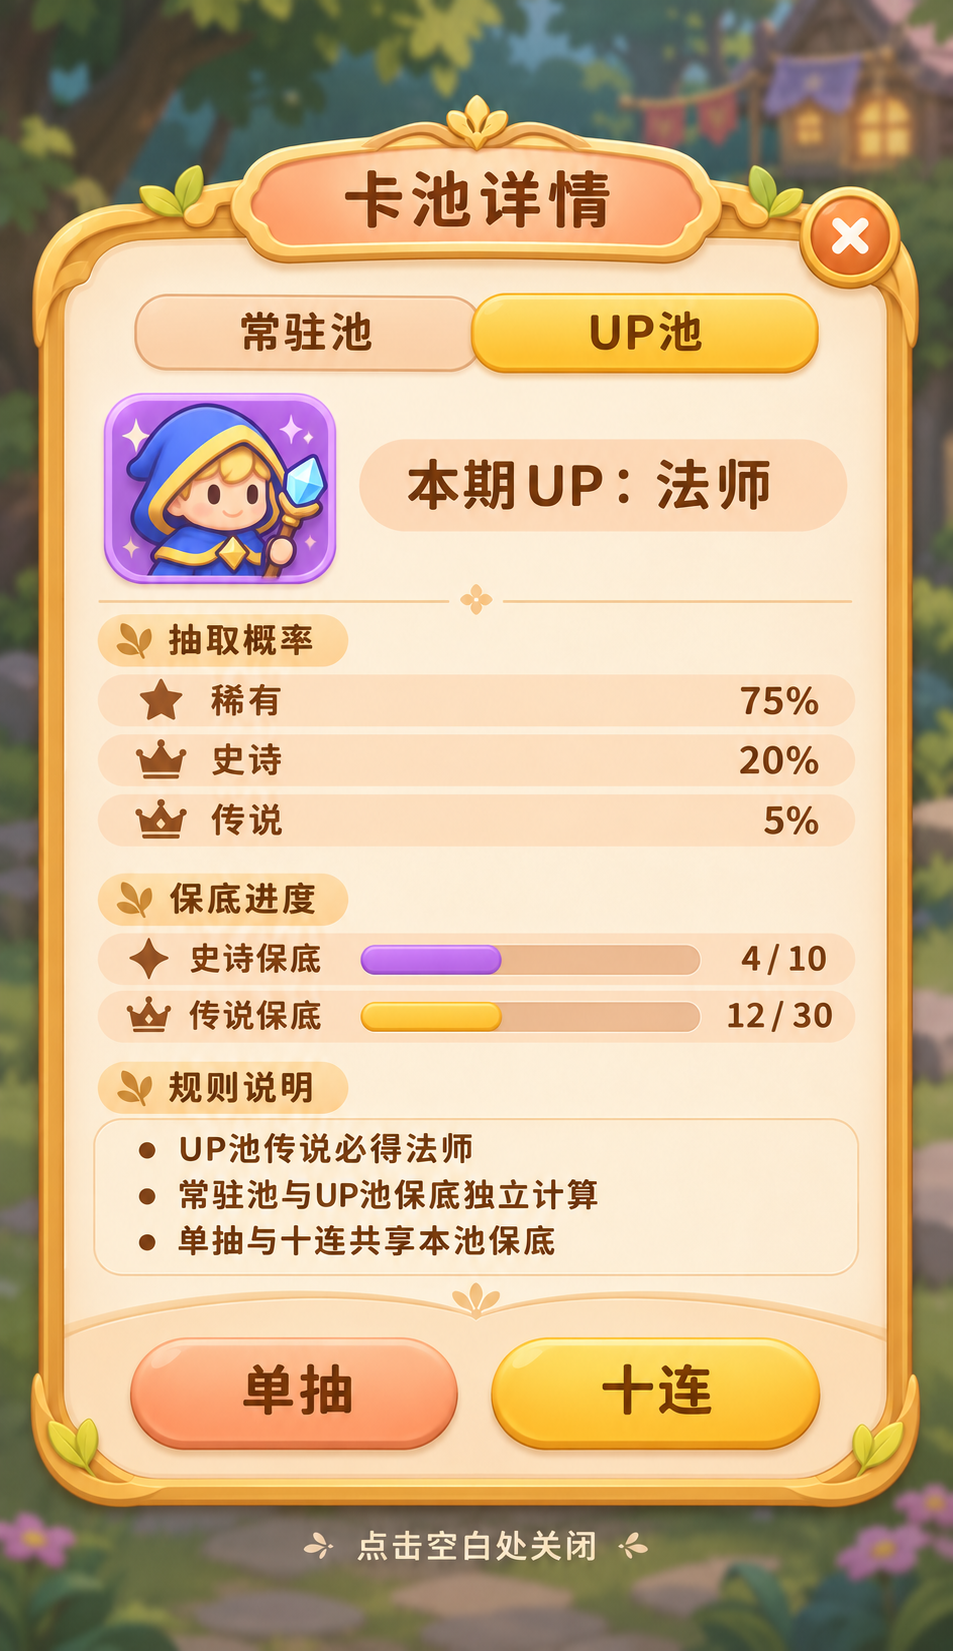 卡池详情
常驻池 UP池
本期UP：法师
抽取概率
稀有 75%
史诗 20%
传说 5%
保底进度
史诗保底 4/10
传说保底 12/30
规则说明
● UP池传说必得法师
● 常驻池与UP池保底独立计算
● 单抽与十连共享本池保底
单抽 十连
点击空白处关闭